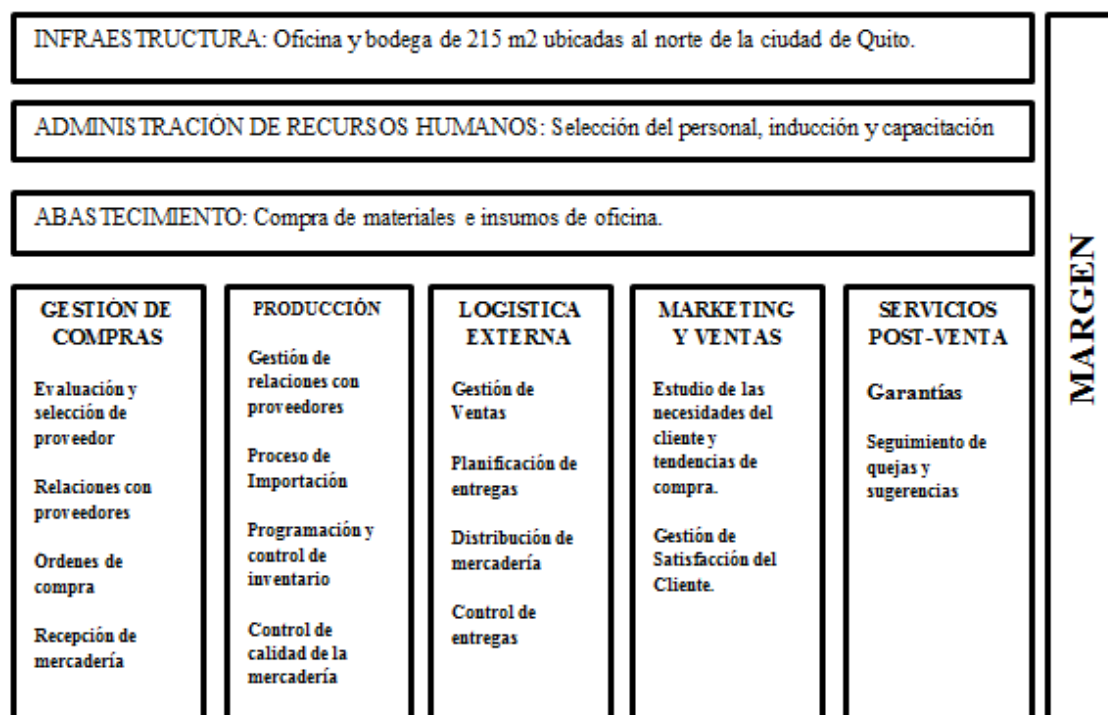 INFRAESTRUCTURA: Oficina y bodega de 215 m2 ubicadas al norte de la ciudad de Quito.
ADMINISTRACIÓN DE RECURSOS HUMANOS: Selección del personal, inducción y capacitación
ABASTECIMIENTO: Compra de materiales e insumos de oficina.
GESTIÓN DE
COMPRAS
Evaluación y
selección de
proveedor
Relaciones con
proveedores
Ordenes de
compra
Recepción de
mercadería
PRODUCCIÓN
Gestión de
relaciones con
proveedores
Proceso de
Importación
Programación y
control de
inventario
Control de
calidad de la
mercadería
LOGISTICA
EXTERNA
Gestión de
Ventas
Planificación de
entregas
Distribución de
mercadería
Control de
entregas
MARKETING
Y VENTAS
Estudio de las
necesidades del
cliente y
tendencias de
compra.
Gestión de
Satisfacción del
Cliente.
SERVICIOS
POST-VENTA
Garantías
Seguimiento de
quejas y
sugerencias
MARGEN